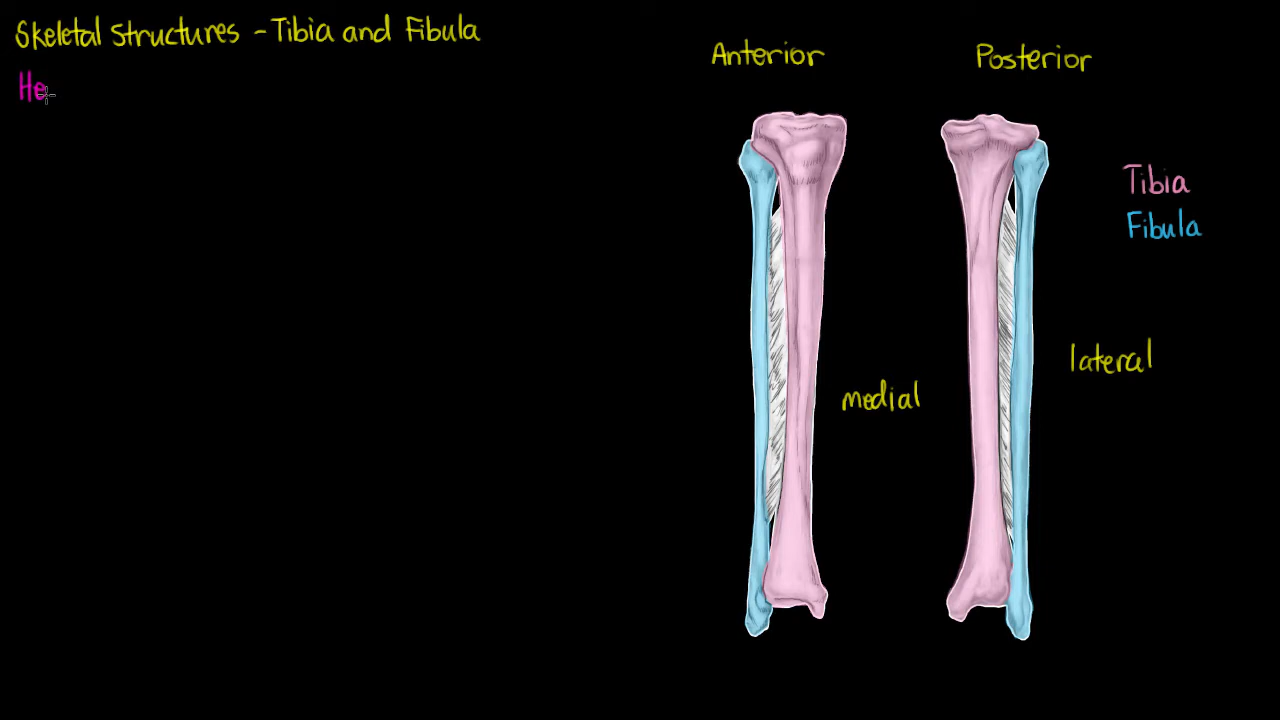 Skeletal Structures - Tibia and Fibula
He
Anterior
Posterior
Tibia
Fibula
lateral
medial